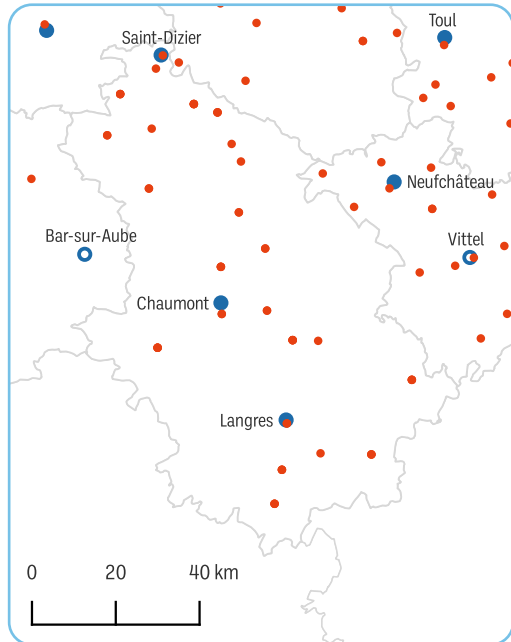 Toul
Saint-Dizier
Neufchâteau
Bar-sur-Aube
Vittel
Chaumont
Langres
0 20 40 km